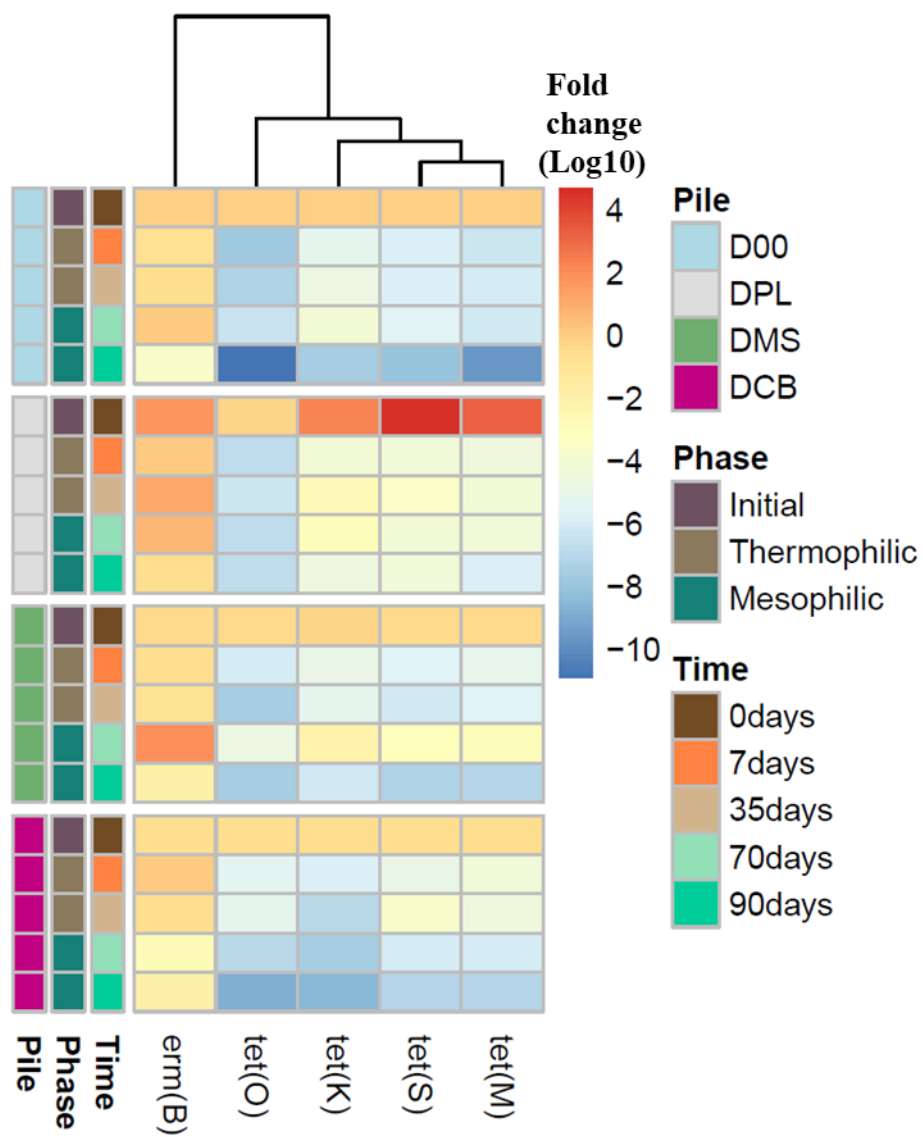 Fold
change
(Log10)
4
2
0
−2
−4
−6
−8
−10
Pile
D00
DPL
DMS
DCB
Phase
Initial
Thermophilic
Mesophilic
Time
0days
7days
35days
70days
90days
Pile
Phase
Time
erm(B)
tet(O)
tet(K)
tet(S)
tet(M)